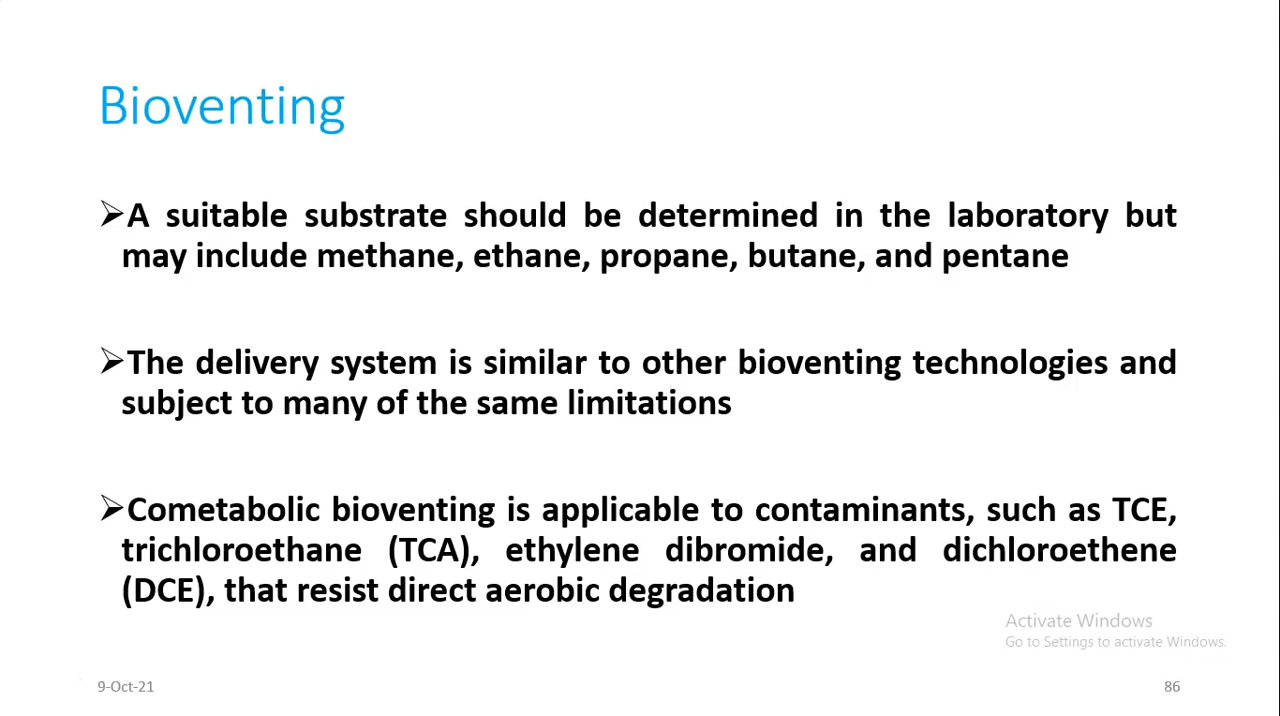 Bioventing
➢A suitable substrate should be determined in the laboratory but
may include methane, ethane, propane, butane, and pentane
➢The delivery system is similar to other bioventing technologies and
subject to many of the same limitations
➢Cometabolic bioventing is applicable to contaminants, such as TCE,
trichloroethane (TCA), ethylene dibromide, and dichloroethene
(DCE), that resist direct aerobic degradation
Activate Windows
Go to Settings to activate Windows.
9-Oct-21
86